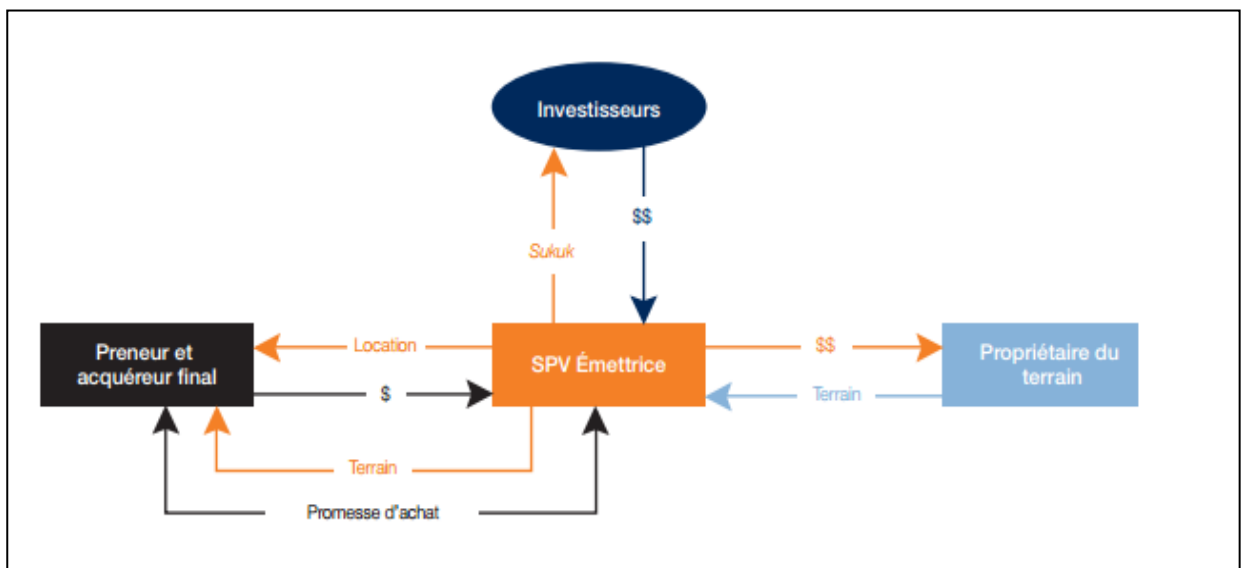 Investisseurs
$$
Sukuk
Preneur et
acquéreur final
Location
$
SPV Émettrice
$$
Terrain
Propriétaire du
terrain
Terrain
Promesse d'achat